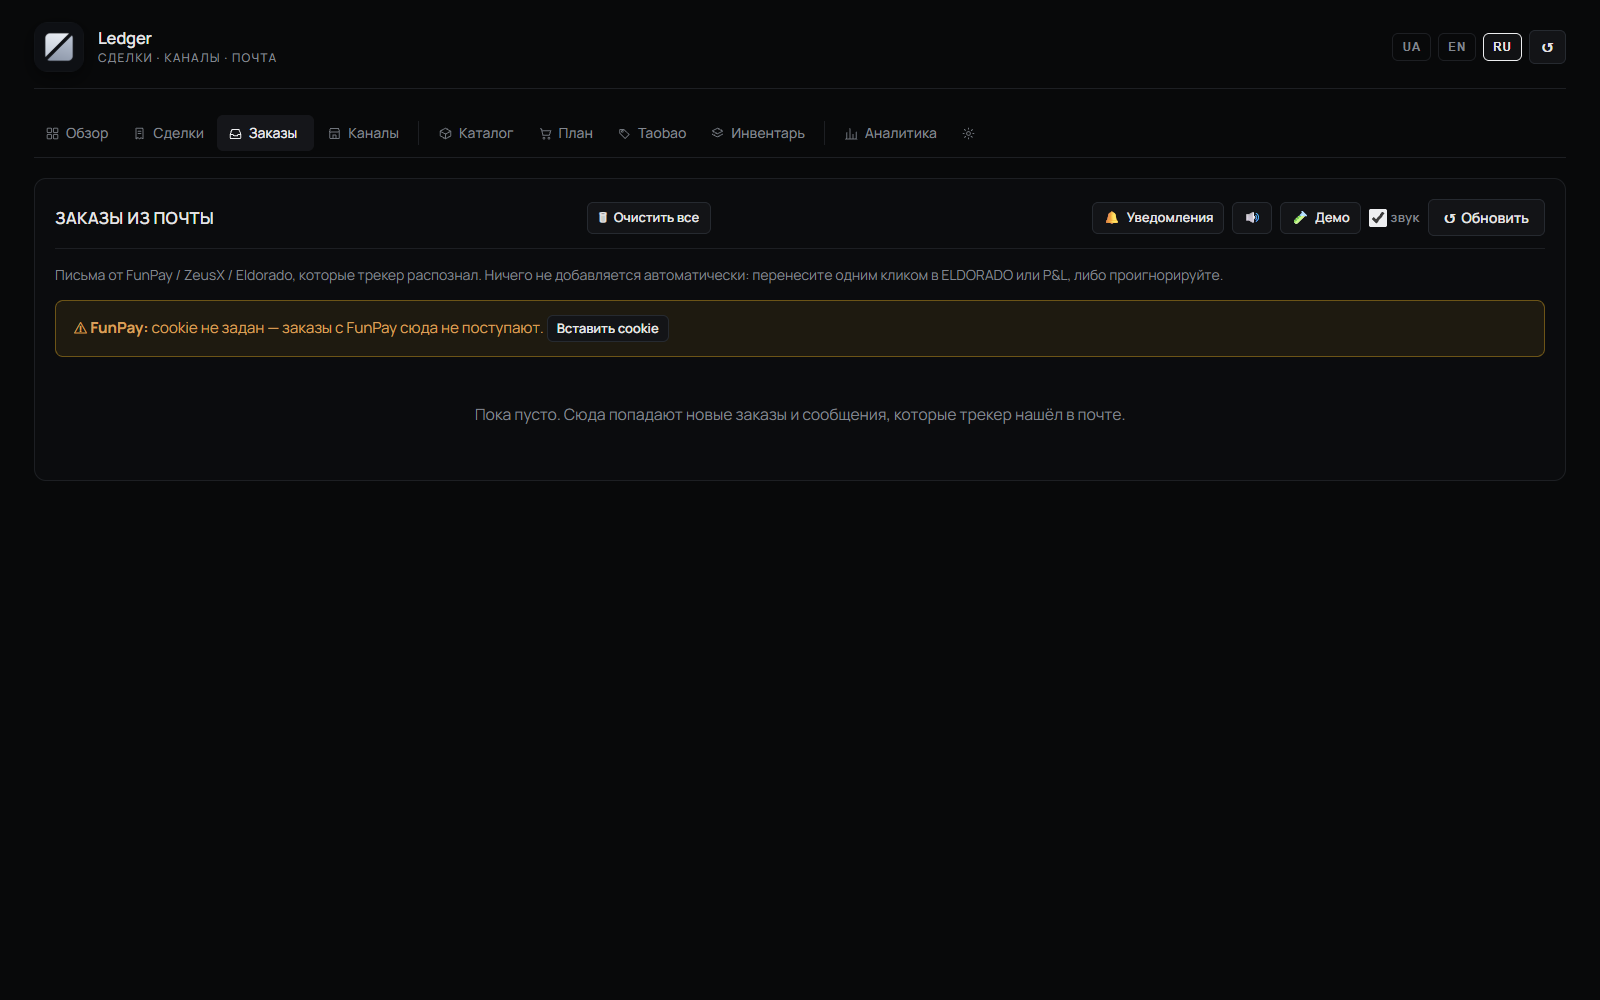 Ledger
СДЕЛКИ · КАНАЛЫ · ПОЧТА
UA EN RU
Обзор Сделки Заказы Каналы Каталог План Taobao Инвентарь Аналитика
ЗАКАЗЫ ИЗ ПОЧТЫ Очистить все Уведомления Демо звук Обновить
Письма от FunPay / ZeusX / Eldorado, которые трекер распознал. Ничего не добавляется автоматически: перенесите одним кликом в ELDORADO или P&L, либо проигнорируйте.
FunPay: cookie не задан — заказы с FunPay сюда не поступают. Вставить cookie
Пока пусто. Сюда попадают новые заказы и сообщения, которые трекер нашёл в почте.